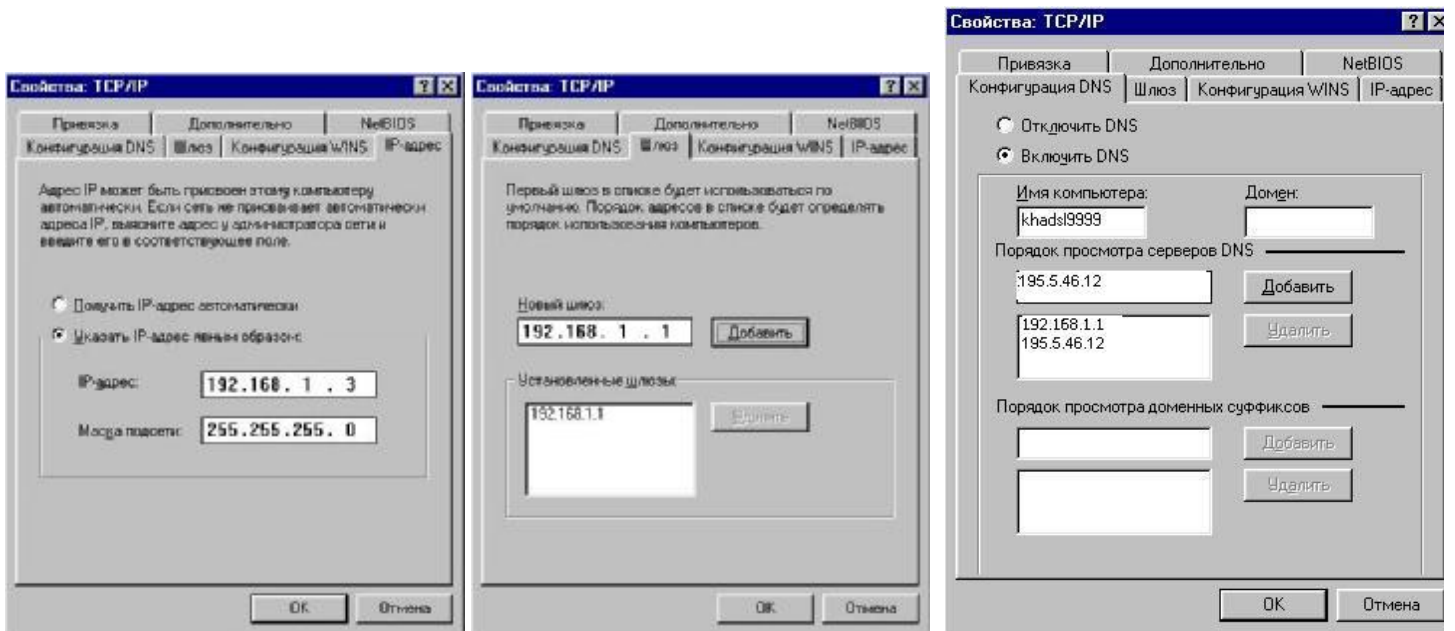 Свойства: TCP/IP
Привязка Дополнительно NetBIOS
Конфигурация DNS Шлюз Конфигурация WINS IP-адрес
Адрес IP может быть присвоен этому компьютеру
автоматически. Если сеть не присваивает автоматически
адреса IP, выясните адрес у администратора сети и
введите его в соответствующее поле.
Получить IP-адрес автоматически
Указать IP-адрес явным образом:
IP-адрес: 192.168. 1 . 3
Маска подсети: 255.255.255. 0
OK Отмена
Свойства: TCP/IP
Привязка Дополнительно NetBIOS
Конфигурация DNS Шлюз Конфигурация WINS IP-адрес
Первый шлюз в списке будет использоваться по
умолчанию. Порядок адресов в списке будет определять
порядок использования компьютеров.
Новый шлюз:
192.168. 1 . 1 Добавить
Установленные шлюзы:
192.168.1.1 Удалить
OK Отмена
Свойства: TCP/IP
Привязка Дополнительно NetBIOS
Конфигурация DNS Шлюз Конфигурация WINS IP-адрес
Отключить DNS
Включить DNS
Имя компьютера: Домен:
khadsl9999
Порядок просмотра серверов DNS
195.5.46.12 Добавить
192.168.1.1 Удалить
195.5.46.12
Порядок просмотра доменных суффиксов
Добавить
Удалить
OK Отмена